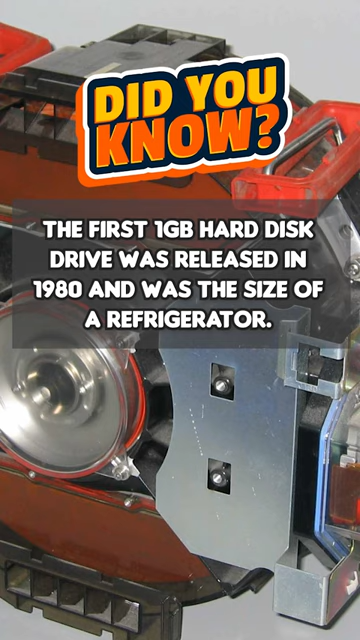 DID YOU
KNOW?
THE FIRST 1GB HARD DISK
DRIVE WAS RELEASED IN
1980 AND WAS THE SIZE OF
A REFRIGERATOR.